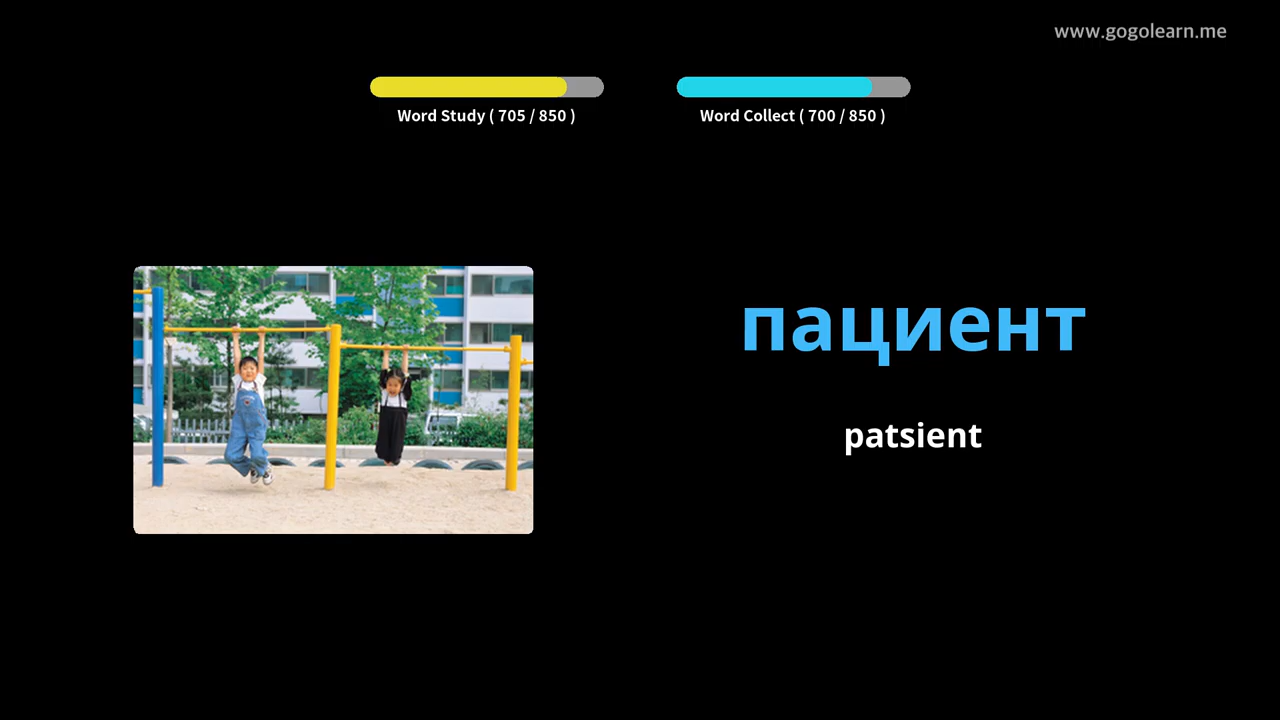 www.gogolearn.me
Word Study ( 705 / 850 )
Word Collect ( 700 / 850 )
пациент
patsient